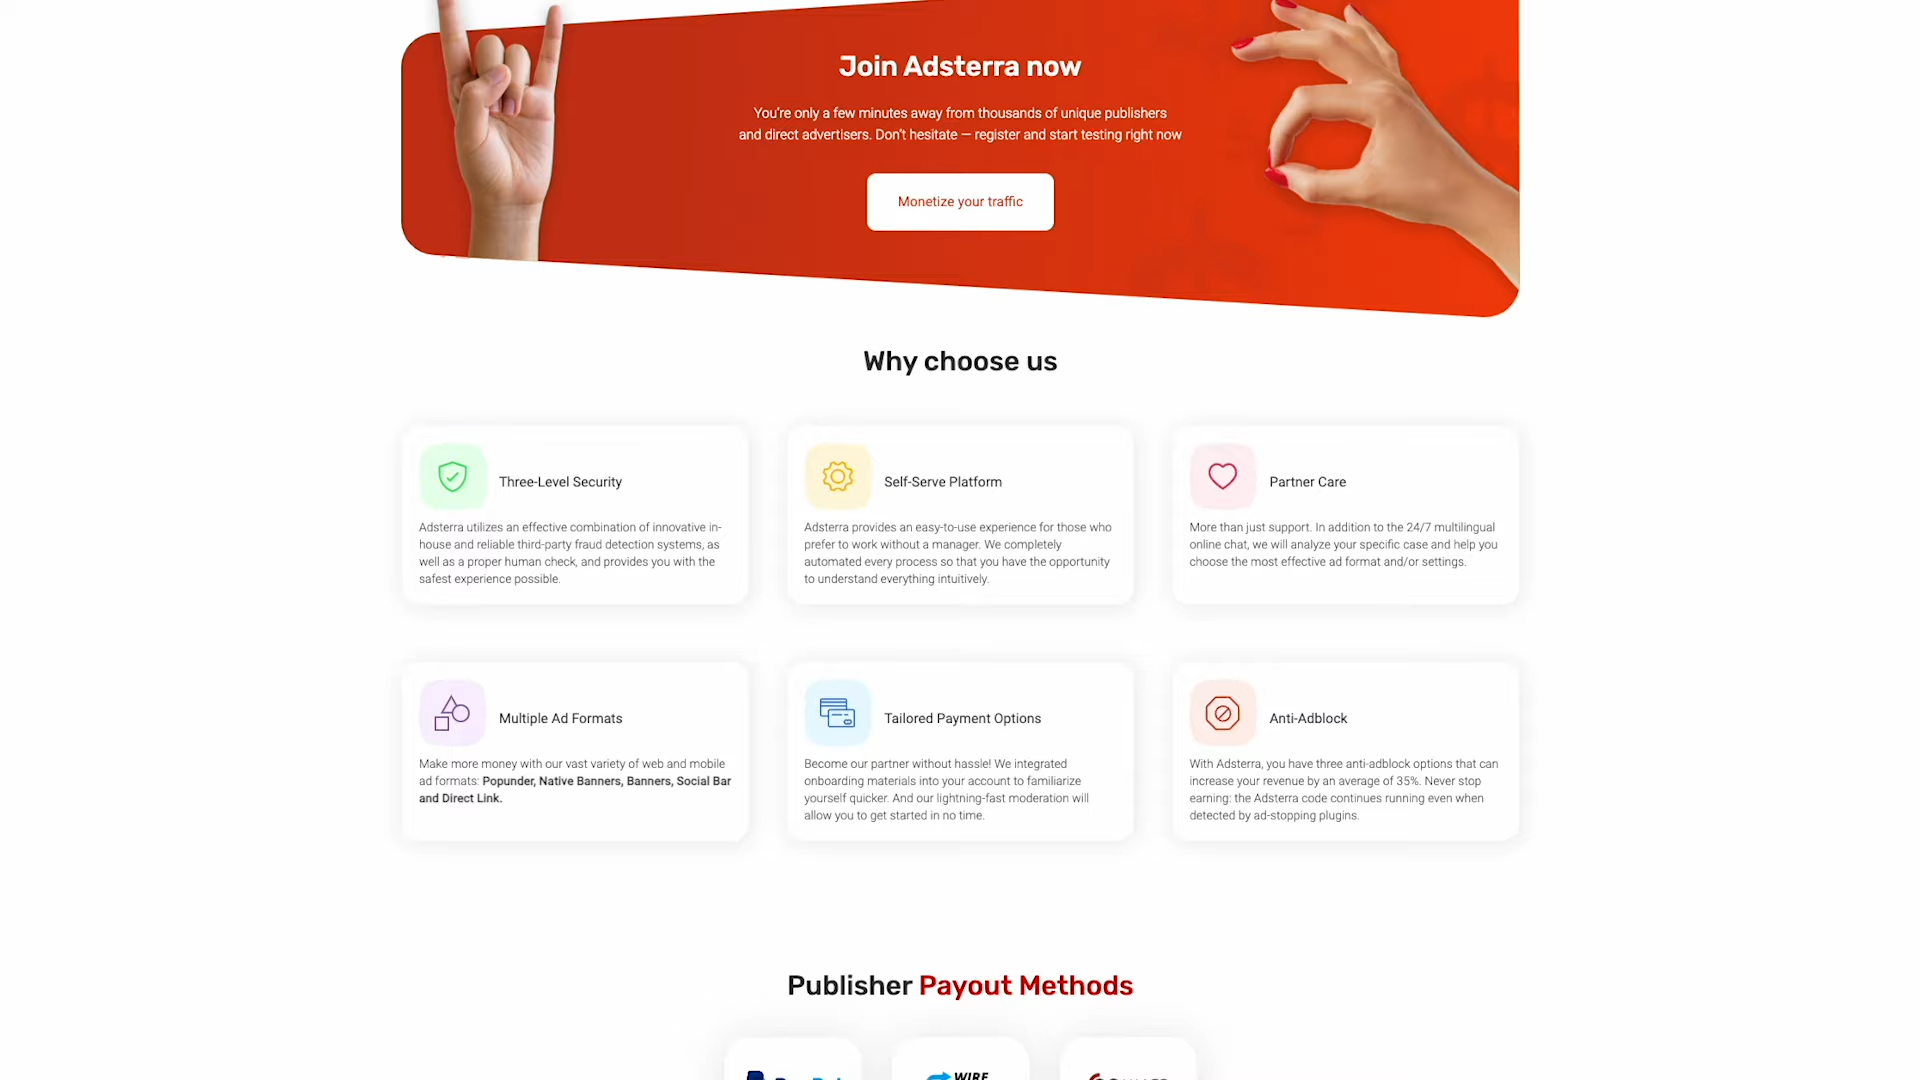 Join Adsterra now
You're only a few minutes away from thousands of unique publishers
and direct advertisers. Don't hesitate — register and start testing right now
Monetize your traffic
Why choose us
Three-Level Security
Adsterra utilizes an effective combination of innovative in-
house and reliable third-party fraud detection systems, as
well as a proper human check, and provides you with the
safest experience possible.
Self-Serve Platform
Adsterra provides an easy-to-use experience for those who
prefer to work without a manager. We completely
automated every process so that you have the opportunity
to understand everything intuitively.
Partner Care
More than just support. In addition to the 24/7 multilingual
online chat, we will analyze your specific case and help you
choose the most effective ad format and/or settings.
Multiple Ad Formats
Make more money with our vast variety of web and mobile
ad formats: Popunder, Native Banners, Banners, Social Bar
and Direct Link.
Tailored Payment Options
Become our partner without hassle! We integrated
onboarding materials into your account to familiarize
yourself quicker. And our lightning-fast moderation will
allow you to get started in no time.
Anti-Adblock
With Adsterra, you have three anti-adblock options that can
increase your revenue by an average of 35%. Never stop
earning: the Adsterra code continues running even when
detected by ad-stopping plugins.
Publisher Payout Methods
WIRE